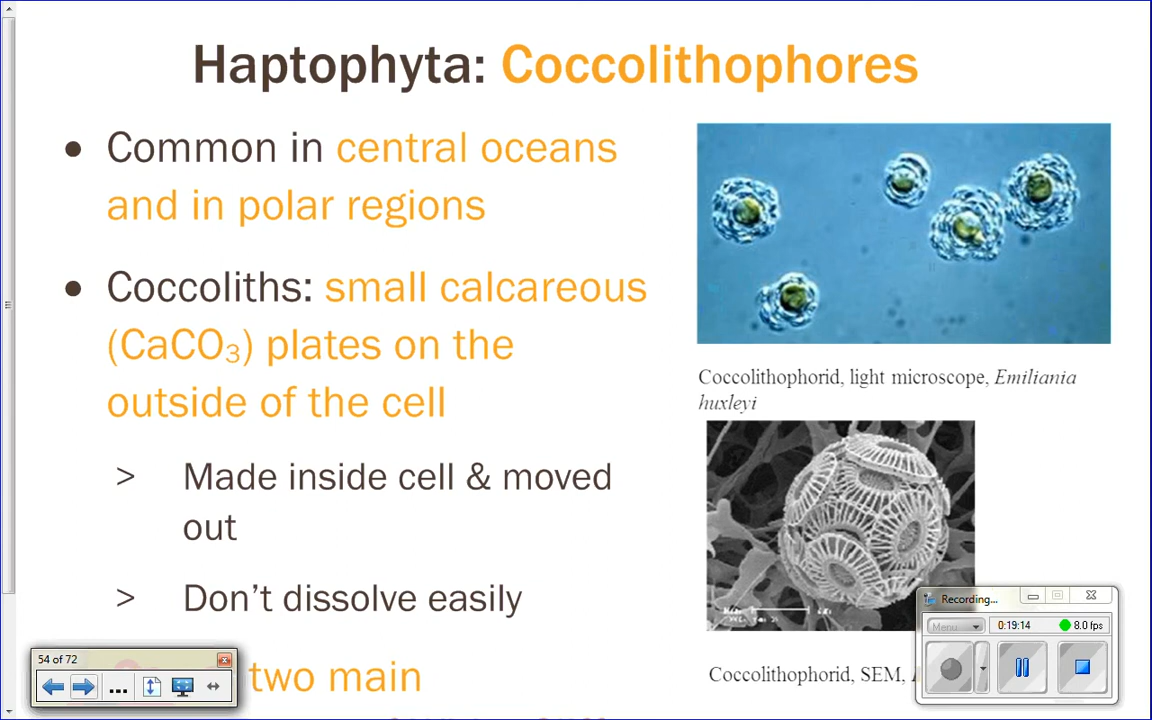 Haptophyta: Coccolithophores
• Common in central oceans
and in polar regions
• Coccoliths: small calcareous
(CaCO₃) plates on the
outside of the cell
> Made inside cell & moved
out
> Don't dissolve easily
two main
Coccolithophorid, light microscope, Emiliania
huxleyi
Coccolithophorid, SEM,
Recording...
Menu
0:19:14
8.0 fps
54 of 72
...